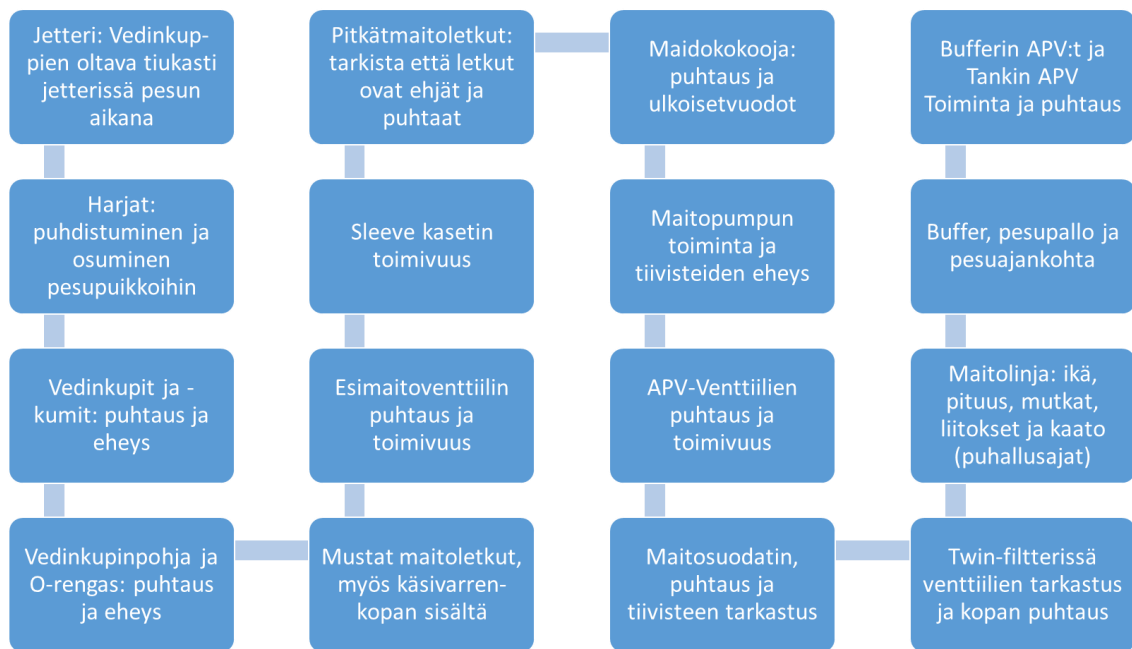 Jetteri: Vedinkup-
pien oltava tiukasti
jetterissä pesun
aikana
Harjat:
puhdistuminen ja
osuminen
pesupuikkoihin
Vedinkupit ja -
kumit: puhtaus ja
eheys
Vedinkupinpohja ja
O-rengas: puhtaus
ja eheys
Mustat maitoletkut,
myös käsivarren-
kopan sisältä
Esimaitoventtiilin
puhtaus ja
toimivuus
Sleeve kasetin
toimivuus
Pitkätmaitoletkut:
tarkista että letkut
ovat ehjät ja
puhtaat
Maidokokooja:
puhtaus ja
ulkoisetvuodot
Maitopumpun
toiminta ja
tiivisteiden eheys
APV-Venttiilien
puhtaus ja
toimivuus
Maitosuodatin,
puhtaus ja
tiivisteen tarkastus
Twin-filtterissä
venttiilien tarkastus
ja kopan puhtaus
Maitolinja: ikä,
pituus, mutkat,
liitokset ja kaato
(puhallusajat)
Buffer, pesupallo ja
pesuajankohta
Bufferin APV:t ja
Tankin APV
Toiminta ja puhtaus